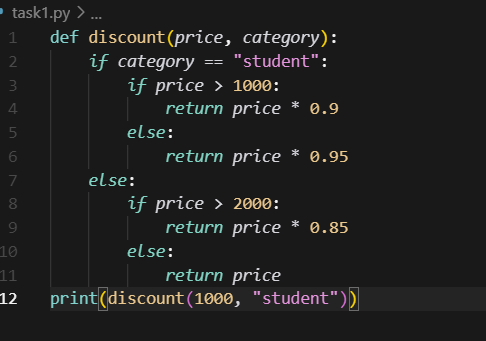 task1.py > ...
1 def discount(price, category):
2     if category == "student":
3         if price > 1000:
4             return price * 0.9
5         else:
6             return price * 0.95
7     else:
8         if price > 2000:
9             return price * 0.85
10         else:
11             return price
12 print(discount(1000, "student"))